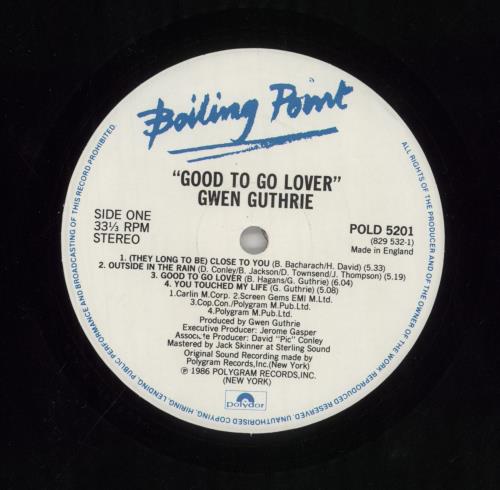 Boiling Point
"GOOD TO GO LOVER"
GWEN GUTHRIE
SIDE ONE
33⅓ RPM
STEREO
POLD 5201
(829 532-1)
Made in England
1. (THEY LONG TO BE) CLOSE TO YOU (B. Bacharach/H. David) (5.33)
2. OUTSIDE IN THE RAIN (D. Conley/B. Jackson/D. Townsend/J. Thompson) (5.19)
3. GOOD TO GO LOVER (B. Hagans/G. Guthrie) (6.04)
4. YOU TOUCHED MY LIFE (G. Guthrie) (5.08)
1.Carlin M.Corp. 2.Screen Gems EMI M.Ltd.
3.Cop.Con./Polygram M.Pub.Ltd.
4.Polygram M.Pub.Ltd.
Produced by Gwen Guthrie
Executive Producer: Jerome Gasper
Assoc. te Producer: David "Pic" Conley
Mastered by Jack Skinner at Sterling Sound
Original Sound Recording made by
Polygram Records,Inc.(New York)
℗ 1986 POLYGRAM RECORDS,INC.
(NEW YORK)
polydor
ALL RIGHTS OF THE PRODUCER AND OF THE OWNER OF THE WORK REPRODUCED RESERVED. UNAUTHORISED COPYING, HIRING, LENDING, PUBLIC PERFORMANCE AND BROADCASTING OF THIS RECORD PROHIBITED.